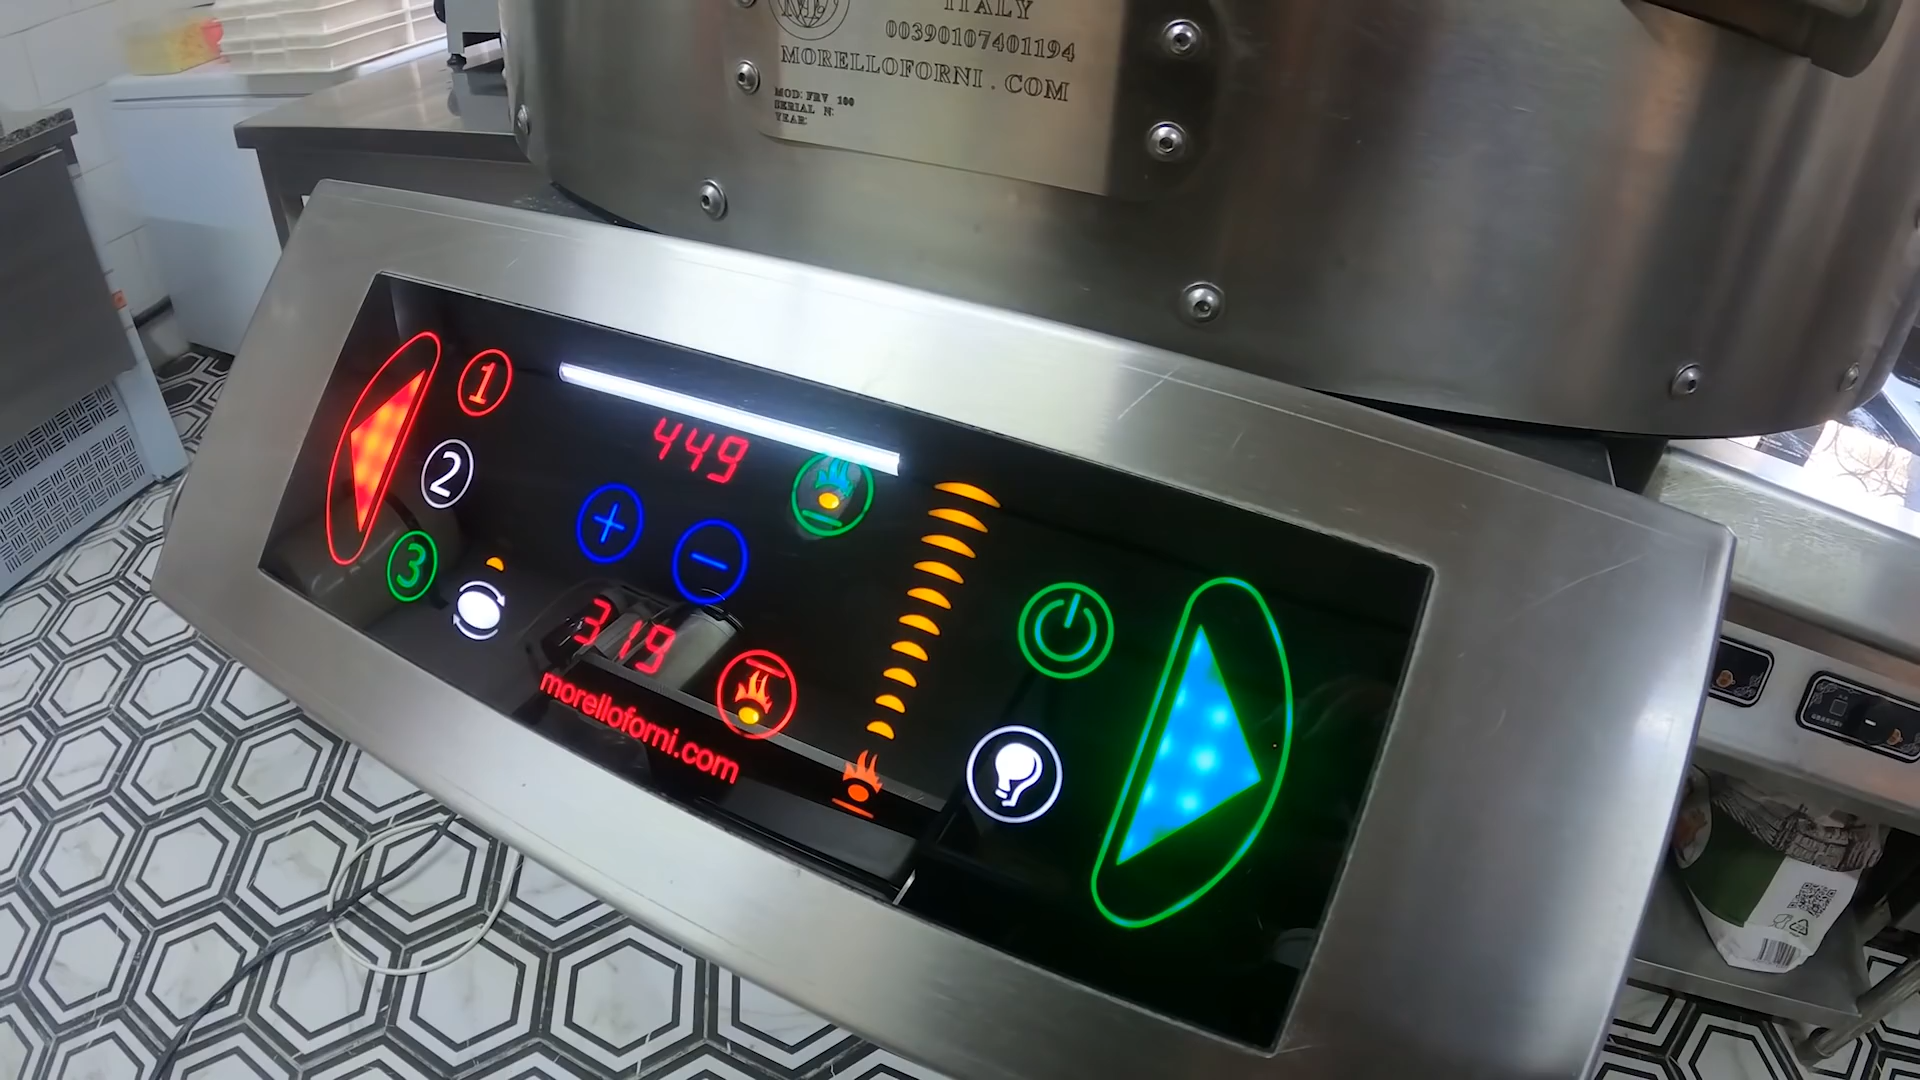 ITALY
00390107401194
MORELLOFORNI.COM
MOD: FRV 100
SERIAL N:
YEAR:
1
2
3
449
+
−
319
morelloforni.com